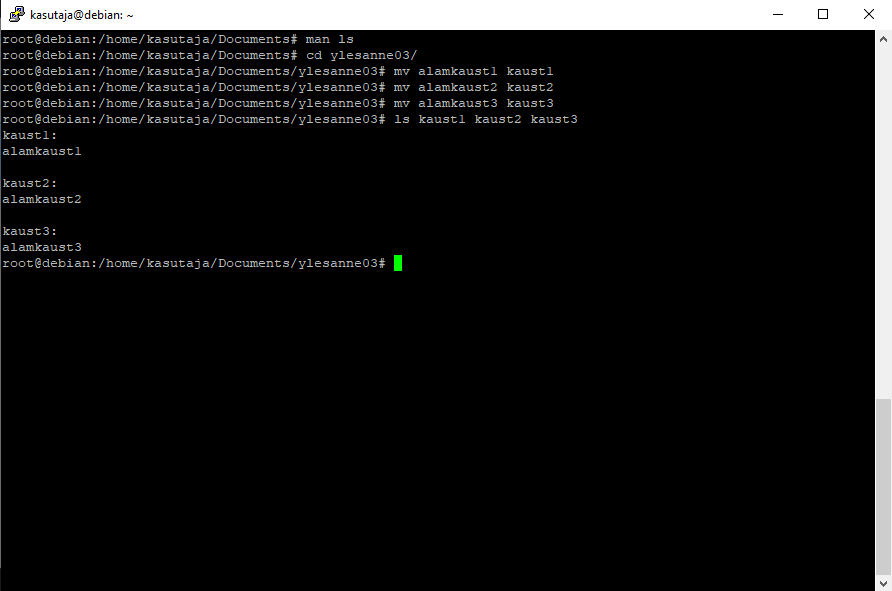 kasutaja@debian: ~
root@debian:/home/kasutaja/Documents# man ls
root@debian:/home/kasutaja/Documents# cd ylesanne03/
root@debian:/home/kasutaja/Documents/ylesanne03# mv alamkaust1 kaust1
root@debian:/home/kasutaja/Documents/ylesanne03# mv alamkaust2 kaust2
root@debian:/home/kasutaja/Documents/ylesanne03# mv alamkaust3 kaust3
root@debian:/home/kasutaja/Documents/ylesanne03# ls kaust1 kaust2 kaust3
kaust1:
alamkaust1

kaust2:
alamkaust2

kaust3:
alamkaust3
root@debian:/home/kasutaja/Documents/ylesanne03#